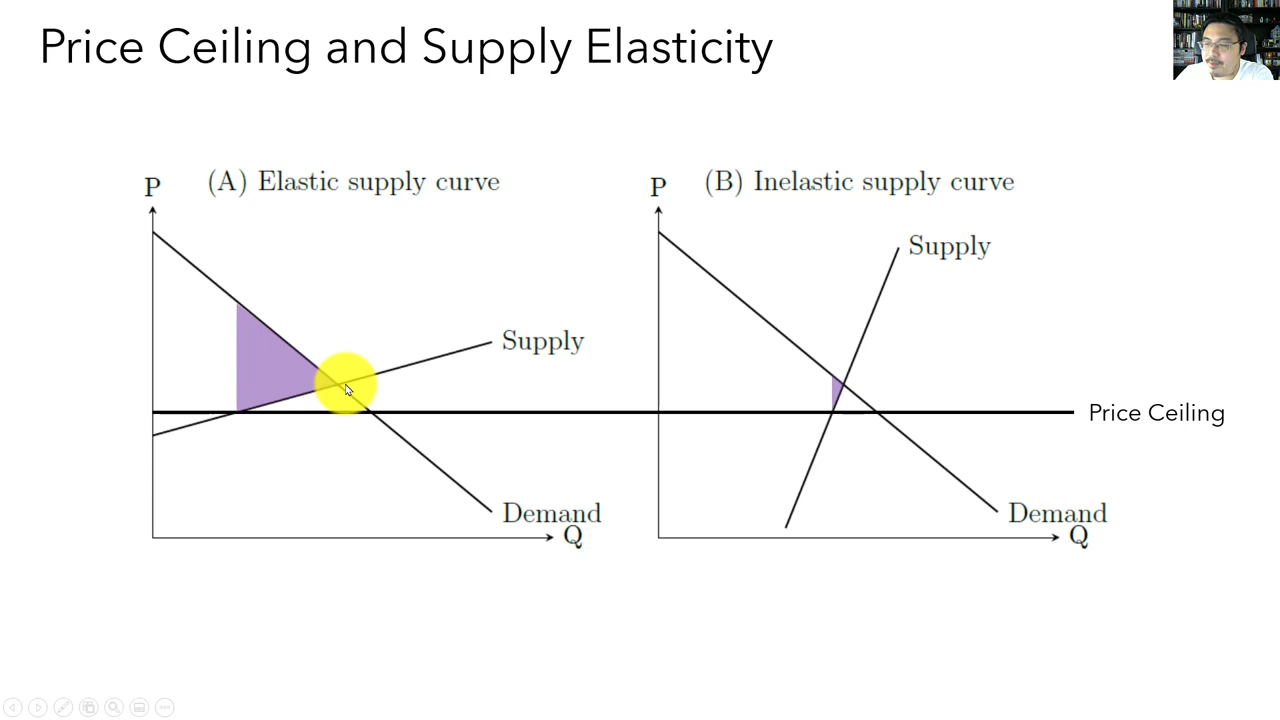 Price Ceiling and Supply Elasticity
P (A) Elastic supply curve
Supply
Demand
Q
P (B) Inelastic supply curve
Supply
Price Ceiling
Demand
Q